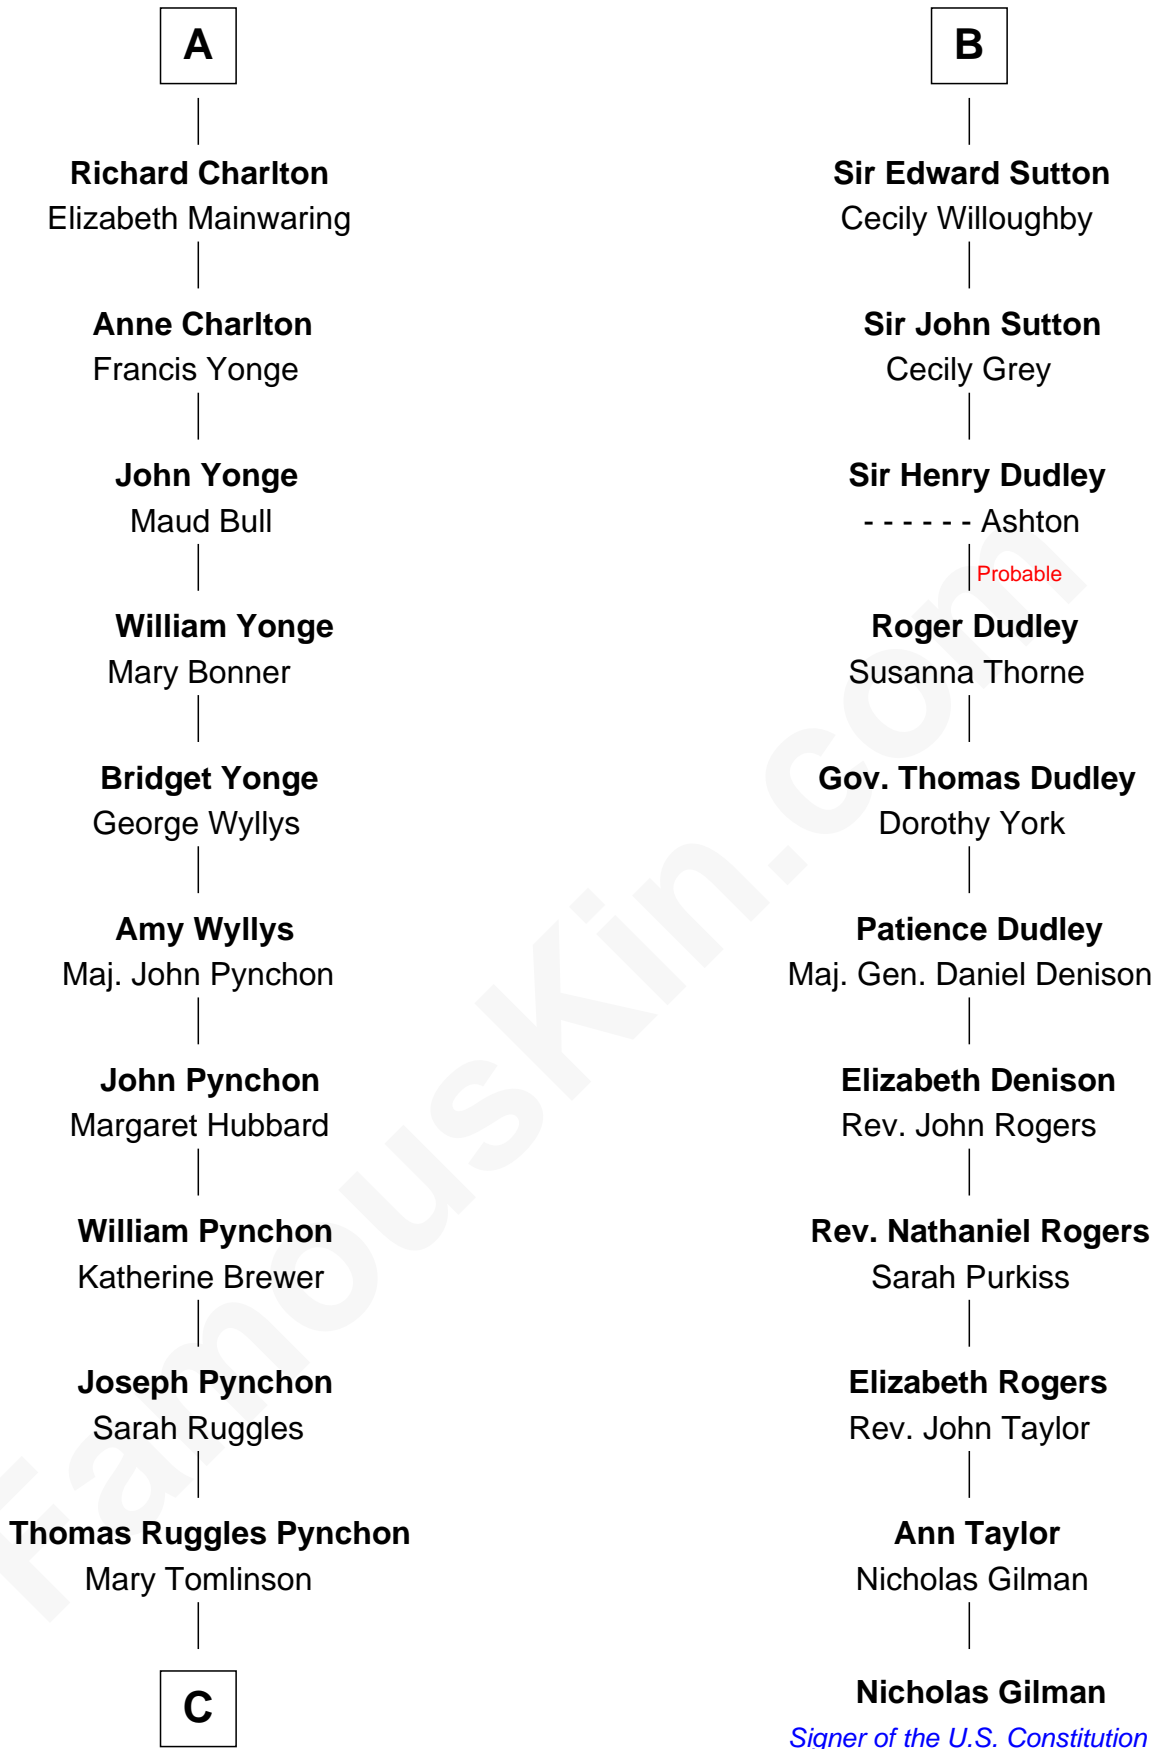 A
Richard Charlton
Elizabeth Mainwaring
Anne Charlton
Francis Yonge
John Yonge
Maud Bull
William Yonge
Mary Bonner
Bridget Yonge
George Wyllys
Amy Wyllys
Maj. John Pynchon
John Pynchon
Margaret Hubbard
William Pynchon
Katherine Brewer
Joseph Pynchon
Sarah Ruggles
Thomas Ruggles Pynchon
Mary Tomlinson
C
B
Sir Edward Sutton
Cecily Willoughby
Sir John Sutton
Cecily Grey
Sir Henry Dudley
- - - - - - Ashton
Probable
Roger Dudley
Susanna Thorne
Gov. Thomas Dudley
Dorothy York
Patience Dudley
Maj. Gen. Daniel Denison
Elizabeth Denison
Rev. John Rogers
Rev. Nathaniel Rogers
Sarah Purkiss
Elizabeth Rogers
Rev. John Taylor
Ann Taylor
Nicholas Gilman
Nicholas Gilman
Signer of the U.S. Constitution
FamousKin.com